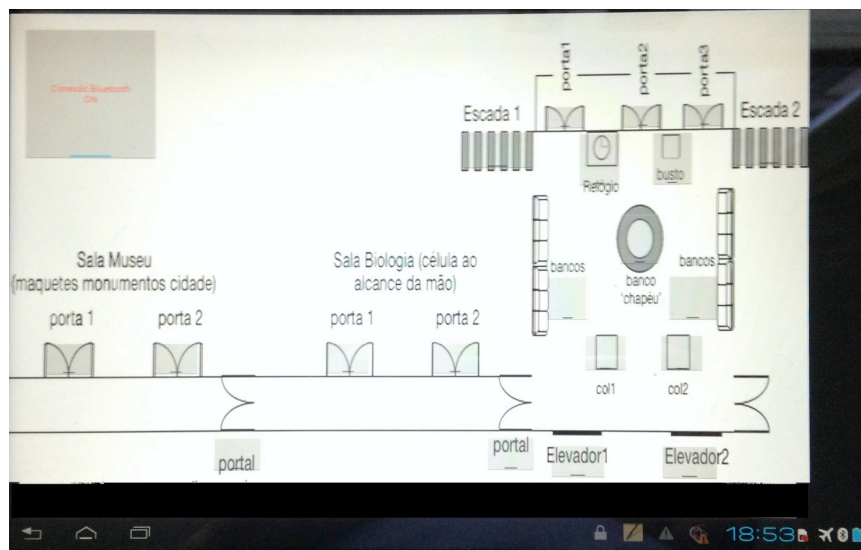 Conexão Bluetooth
ON
porta1
porta2
porta3
Escada 1
Escada 2
Relógio
busto
Sala Museu
(maquetes monumentos cidade)
Sala Biologia (célula ao
alcance da mão)
bancos
bancos
banco
'chapéu'
porta 1
porta 2
porta 1
porta 2
col1
col2
portal
portal
Elevador1
Elevador2
18:53